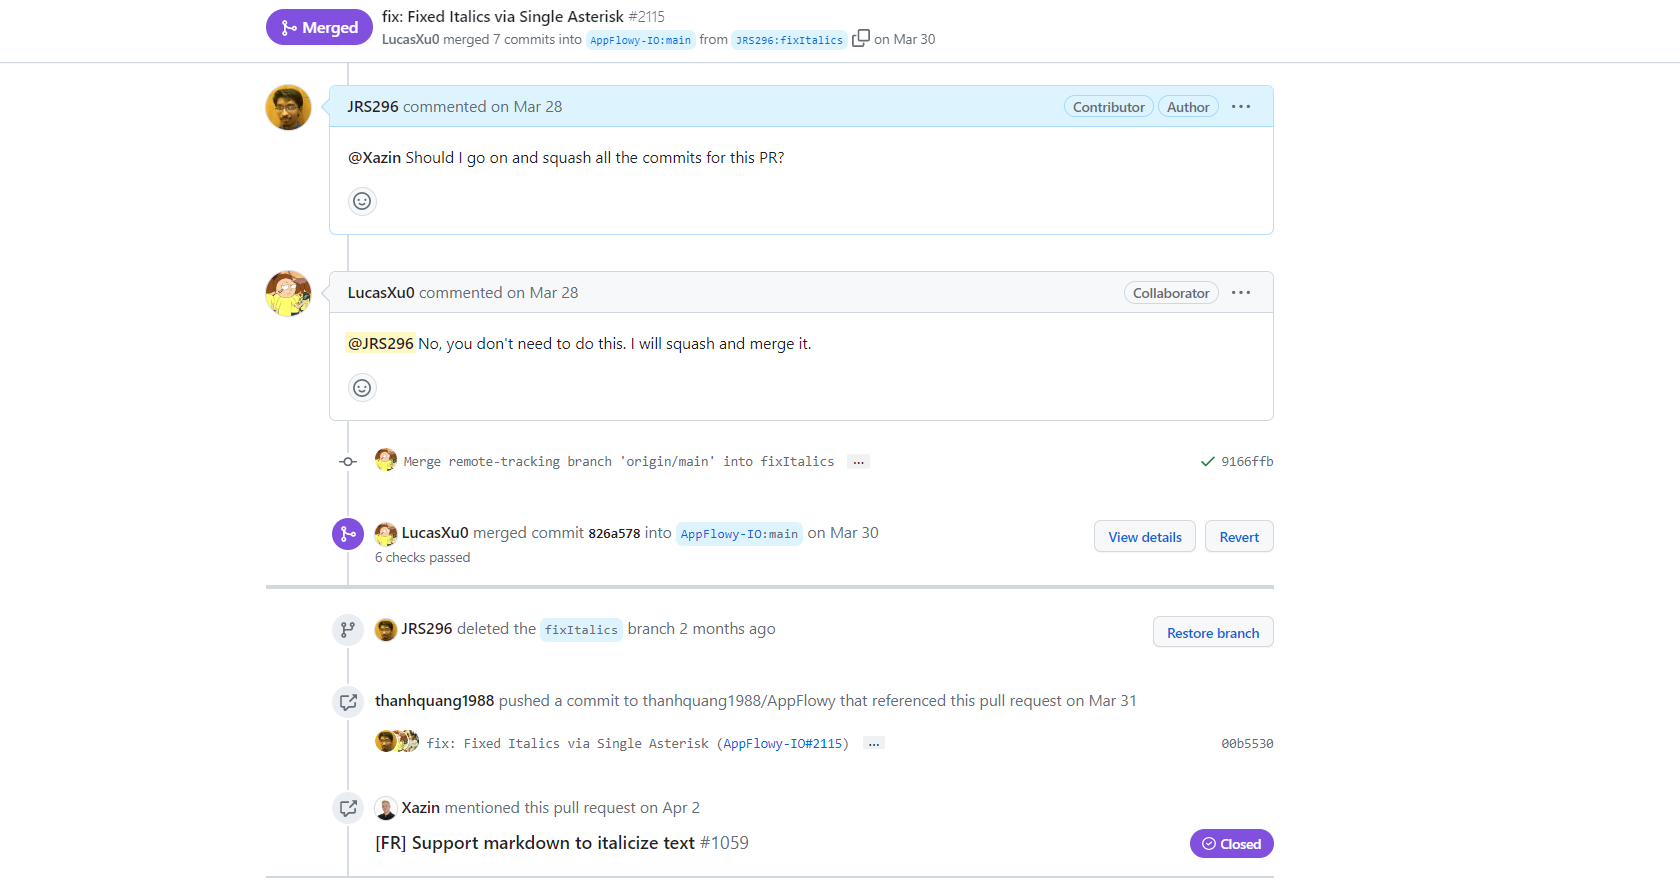 Merged
fix: Fixed Italics via Single Asterisk #2115
LucasXu0 merged 7 commits into AppFlowy-IO:main from JRS296:fixItalics on Mar 30
JRS296 commented on Mar 28
Contributor Author ...
@Xazin Should I go on and squash all the commits for this PR?
LucasXu0 commented on Mar 28
Collaborator ...
@JRS296 No, you don't need to do this. I will squash and merge it.
Merge remote-tracking branch 'origin/main' into fixItalics ...
9166ffb
LucasXu0 merged commit 826a578 into AppFlowy-IO:main on Mar 30
View details Revert
6 checks passed
JRS296 deleted the fixItalics branch 2 months ago
Restore branch
thanhquang1988 pushed a commit to thanhquang1988/AppFlowy that referenced this pull request on Mar 31
fix: Fixed Italics via Single Asterisk (AppFlowy-IO#2115) ...
00b5530
Xazin mentioned this pull request on Apr 2
[FR] Support markdown to italicize text #1059
Closed